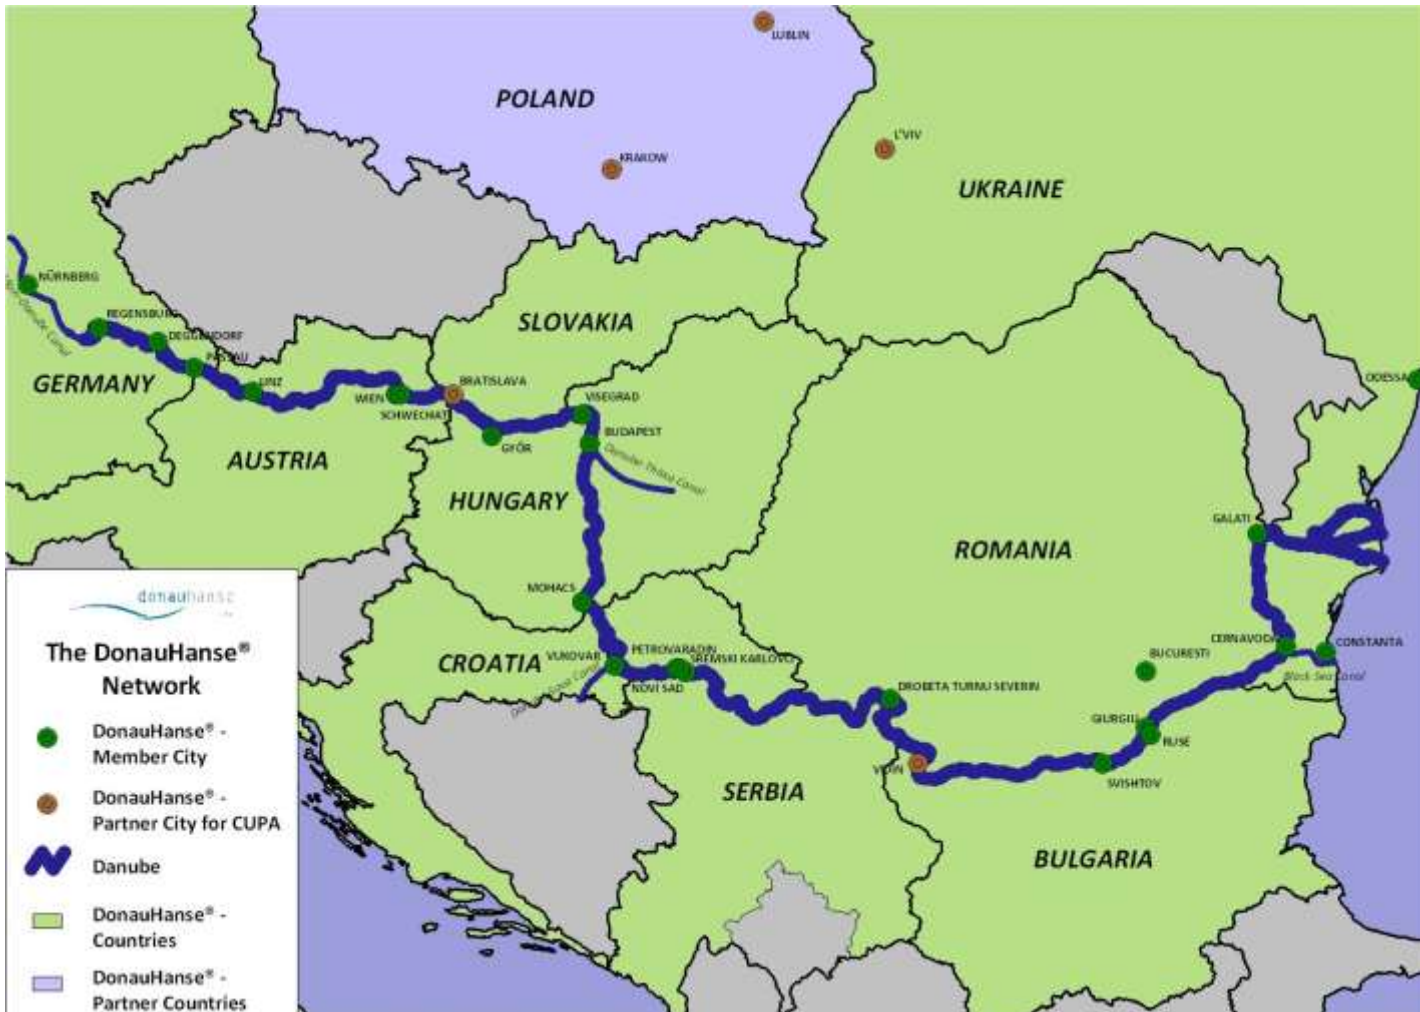 LUBLIN
POLAND
L'VIV
KRAKOW
UKRAINE
NÜRNBERG
REGENSBURG
SLOVAKIA
DEGGENDORF
PASSAU
GERMANY
ODESSA
LINZ
BRATISLAVA
WIEN
VISEGRAD
SCHWECHAT
BUDAPEST
GYŐR
AUSTRIA
Danube Tisza Canal
HUNGARY
GALATI
ROMANIA
MOHACS
donauhanse
CERNAVODA
CONSTANTA
The DonauHanse®
Network
CROATIA
VUKOVAR
PETROVARADIN
SREMSKI KARLOVCI
BUCURESTI
Black Sea Canal
NOVI SAD
DROBETA TURNU SEVERIN
GIURGIU
RUSE
DonauHanse® -
Member City
VIDIN
SVISHTOV
SERBIA
DonauHanse® -
Partner City for CUPA
BULGARIA
Danube
DonauHanse® -
Countries
DonauHanse® -
Partner Countries